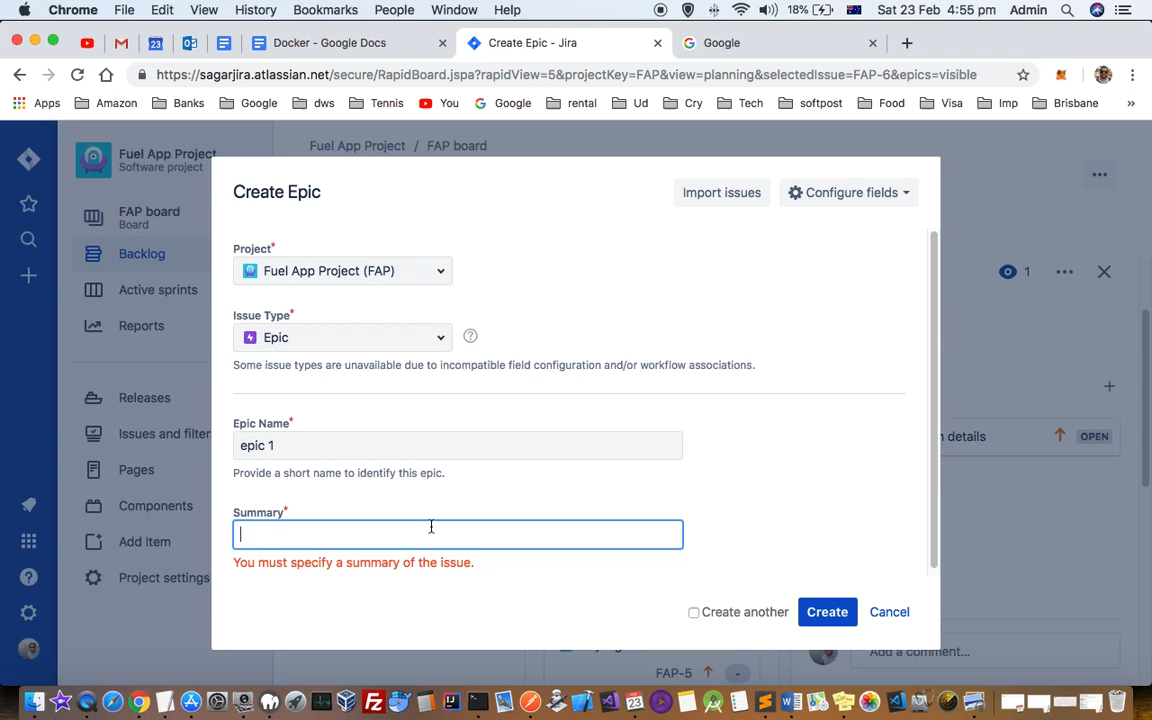 Chrome File Edit View History Bookmarks People Window Help 18% Sat 23 Feb 4:55 pm Admin
Docker - Google Docs Create Epic - Jira Google
https://sagarjira.atlassian.net/secure/RapidBoard.jspa?rapidView=5&projectKey=FAP&view=planning&selectedIssue=FAP-6&epics=visible
Apps Amazon Banks Google dws Tennis You Google rental Ud Cry Tech softpost Food Visa Imp Brisbane »
Fuel App Project
Software project
Fuel App Project / FAP board
FAP board
Board
Backlog
Active sprints
Reports
Releases
Issues and filter
Pages
Components
Add Item
Project settings
Create Epic
Import issues Configure fields
Project*
Fuel App Project (FAP)
Issue Type*
Epic
Some issue types are unavailable due to incompatible field configuration and/or workflow associations.
Epic Name*
epic 1
Provide a short name to identify this epic.
Summary*
You must specify a summary of the issue.
Create another Create Cancel
1
details OPEN
Add a comment...
FAP-5 -